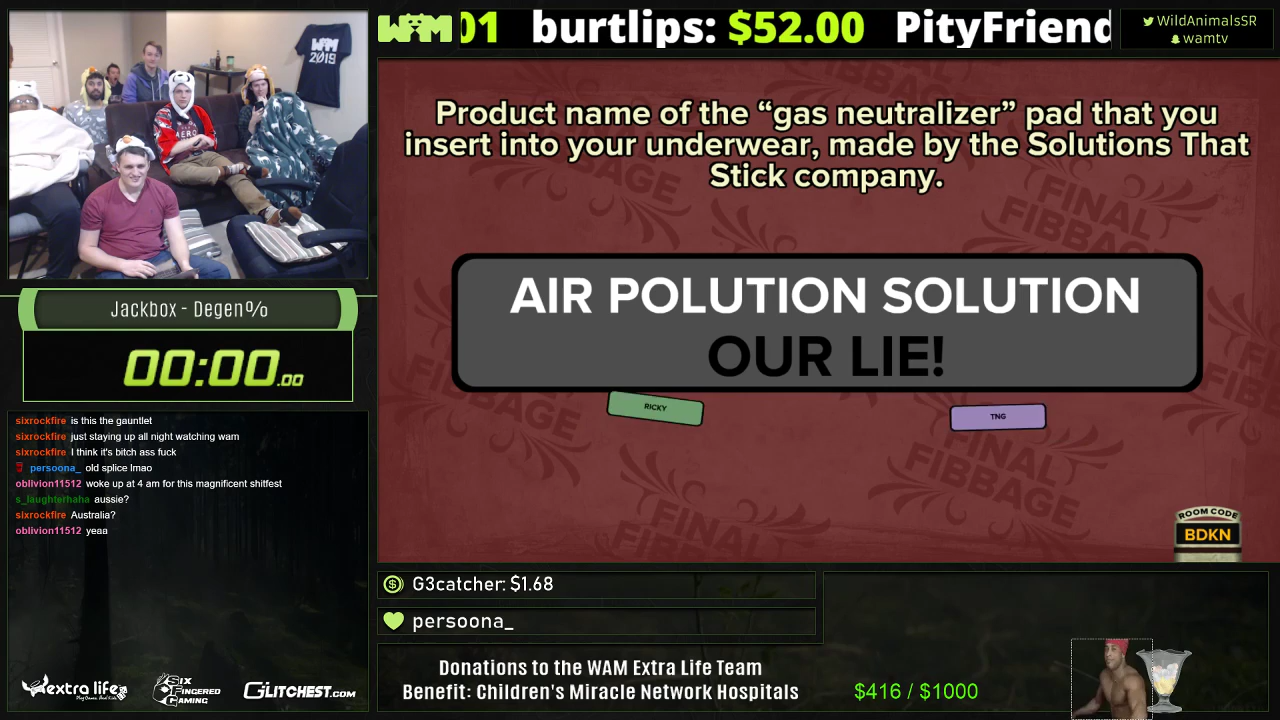 WAM
2019
WAM 01 burtlips: $52.00 PityFriend
WildAnimalsSR
wamtv
Product name of the “gas neutralizer” pad that you
insert into your underwear, made by the Solutions That
Stick company.
AIR POLUTION SOLUTION
OUR LIE!
RICKY
TNG
FINAL
FIBBAGE
ROOM CODE
BDKN
Jackbox - Degen%
00:00.00
sixrockfire is this the gauntlet
sixrockfire just staying up all night watching wam
sixrockfire I think it's bitch ass fuck
persoona_ old splice lmao
oblivion11512 woke up at 4 am for this magnificent shitfest
s_laughterhaha aussie?
sixrockfire Australia?
oblivion11512 yeaa
extra life
Play Games. Heal Kids.
SIX
FINGERED
GAMING
GLITCHEST.COM
G3catcher: $1.68
persoona_
Donations to the WAM Extra Life Team
Benefit: Children's Miracle Network Hospitals
$416 / $1000